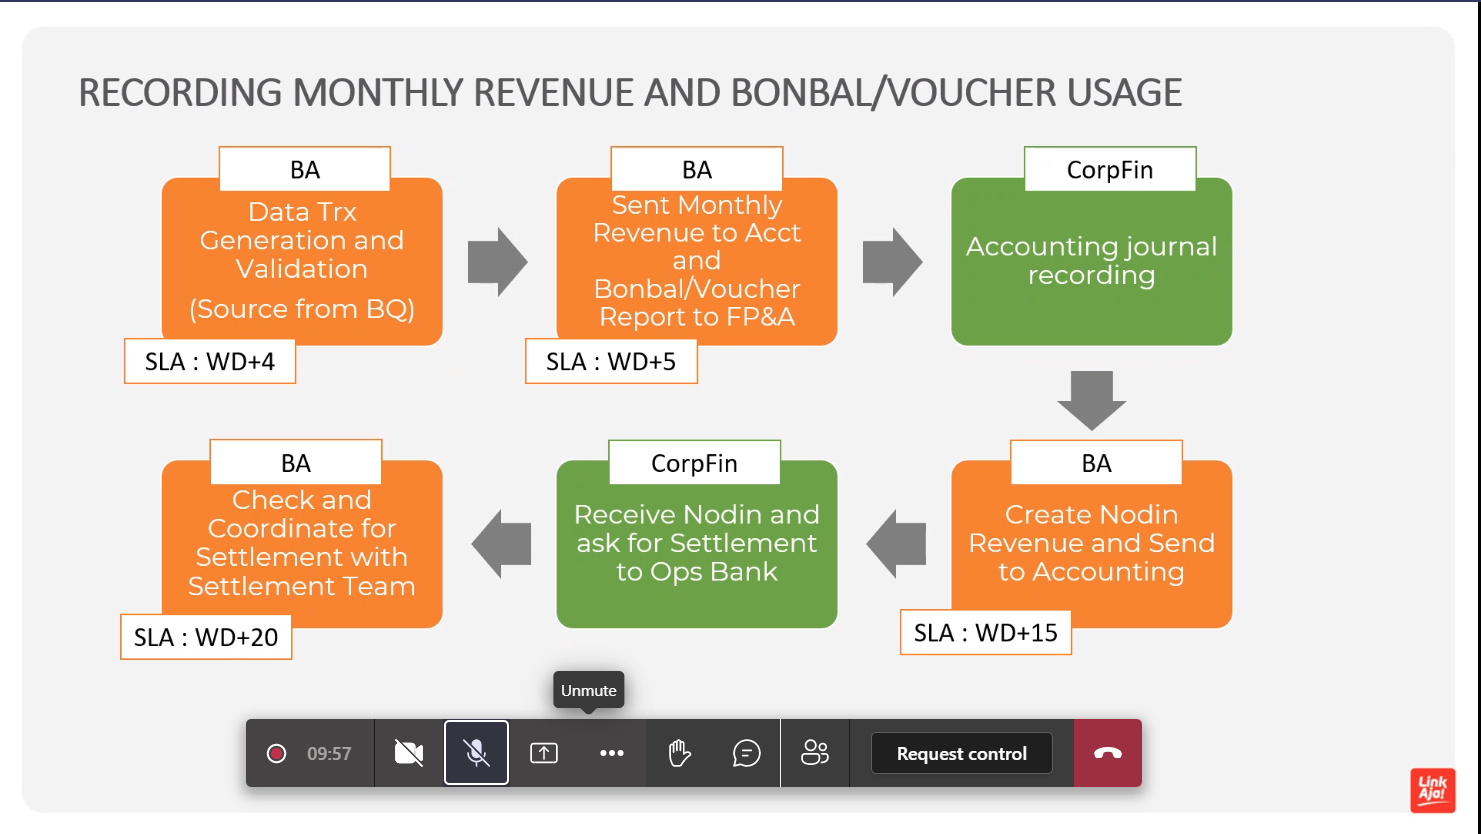 RECORDING MONTHLY REVENUE AND BONBAL/VOUCHER USAGE
BA
Data Trx
Generation and
Validation
(Source from BQ)
SLA : WD+4
BA
Sent Monthly
Revenue to Acct
and
Bonbal/Voucher
Report to FP&A
SLA : WD+5
CorpFin
Accounting journal
recording
BA
Create Nodin
Revenue and Send
to Accounting
SLA : WD+15
CorpFin
Receive Nodin and
ask for Settlement
to Ops Bank
BA
Check and
Coordinate for
Settlement with
Settlement Team
SLA : WD+20
Unmute
09:57
Request control
Link
Aja!